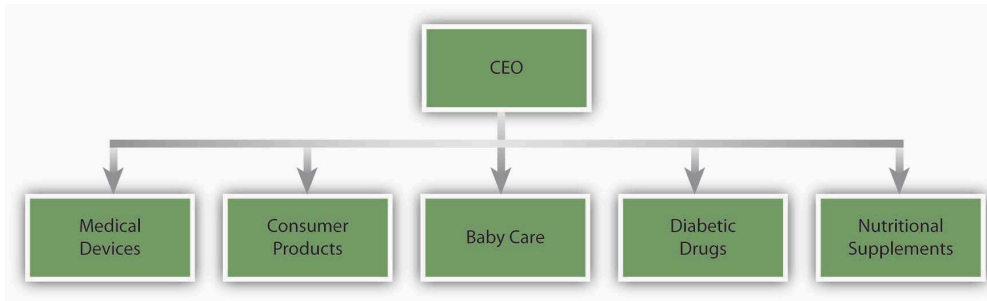 CEO
Medical
Devices
Consumer
Products
Baby Care
Diabetic
Drugs
Nutritional
Supplements